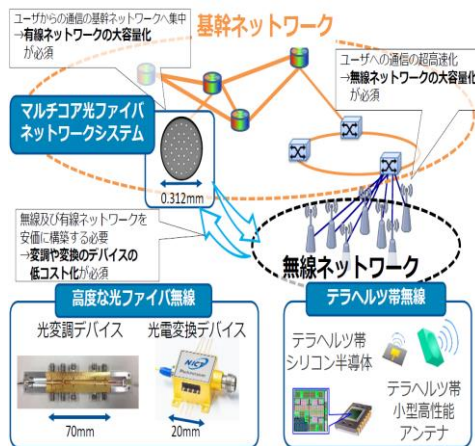 ユーザからの通信の基幹ネットワークへ集中
→有線ネットワークの大容量化
が必須
基幹ネットワーク
ユーザへの通信の超高速化
→無線ネットワークの大容量化
が必須
マルチコア光ファイバ
ネットワークシステム
0.312mm
無線及び有線ネットワークを
安価に構築する必要
→変調や変換のデバイスの
低コスト化が必須
無線ネットワーク
高度な光ファイバ無線
光変調デバイス
光電変換デバイス
NICT
70mm
20mm
テラヘルツ帯無線
テラヘルツ帯
シリコン半導体
テラヘルツ帯
小型高性能
アンテナ